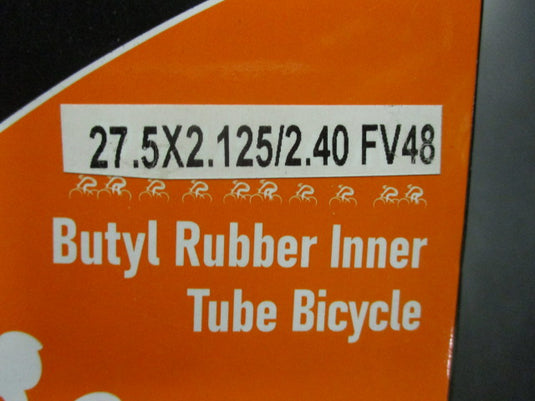 27.5X2.125/2.40 FV48
Butyl Rubber Inner
Tube Bicycle